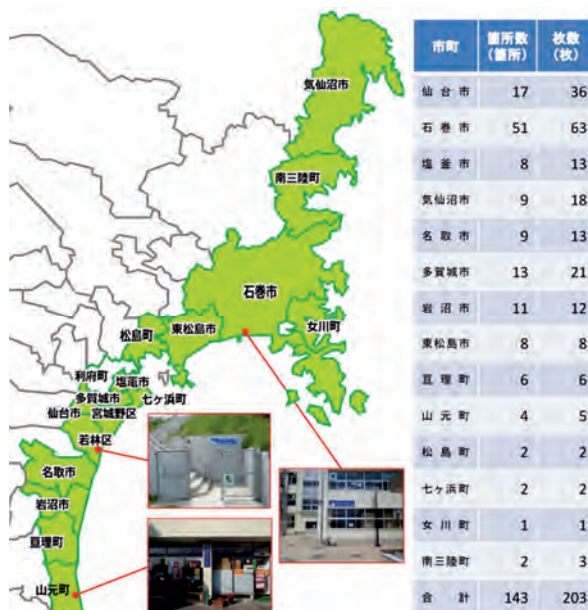 気仙沼市
南三陸町
石巻市
女川町
東松島市
松島町
利府町
塩竈市
多賀城市
七ヶ浜町
仙台市 宮城野区
若林区
名取市
岩沼市
亘理町
山元町
市町 箇所数(箇所) 枚数(枚)
仙台市 17 36
石巻市 51 63
塩釜市 8 13
気仙沼市 9 18
名取市 9 13
多賀城市 13 21
岩沼市 11 12
東松島市 8 8
亘理町 6 6
山元町 4 5
松島町 2 2
七ヶ浜町 2 2
女川町 1 1
南三陸町 2 3
合計 143 203